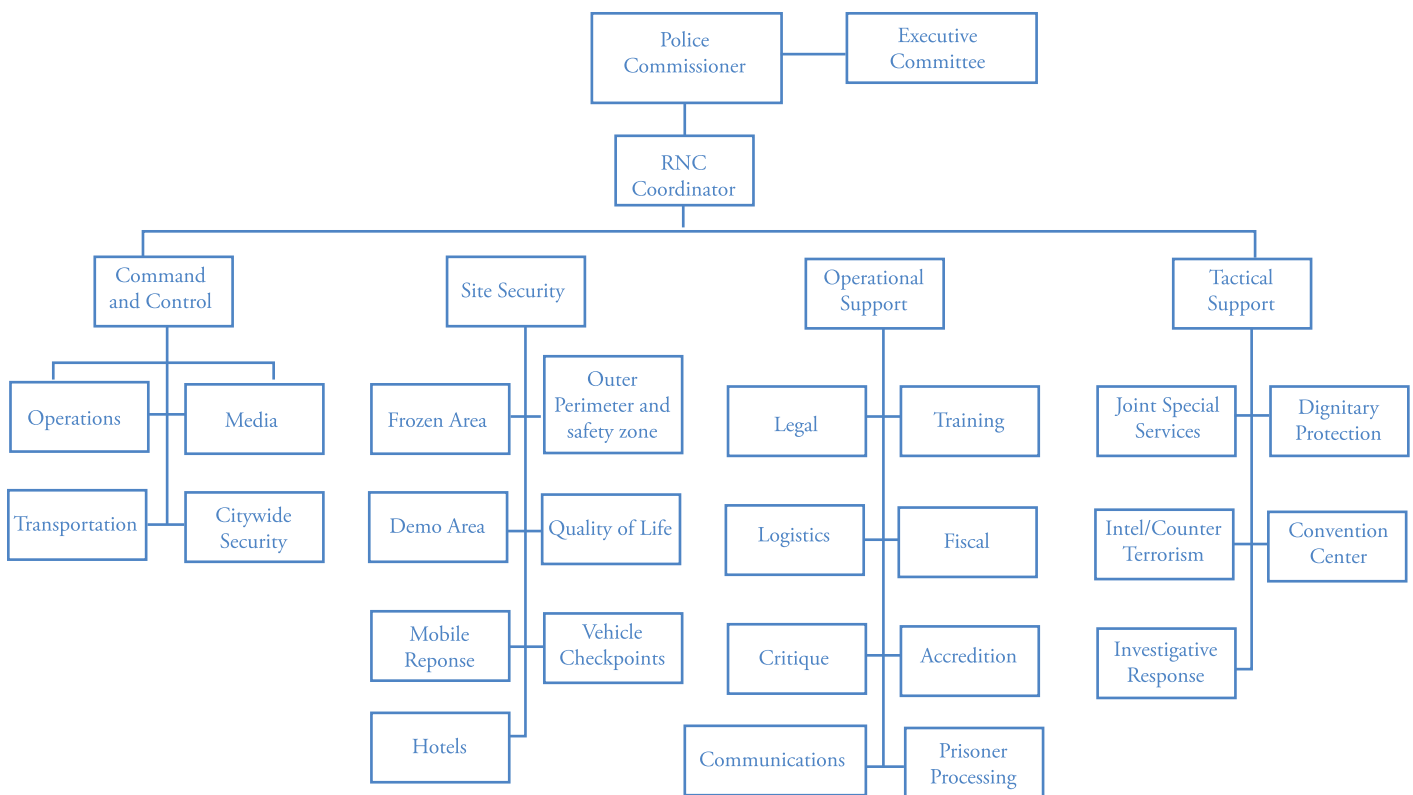 Police
Commissioner
Executive
Committee
RNC
Coordinator
Command
and Control
Site Security
Operational
Support
Tactical
Support
Operations
Media
Transportation
Citywide
Security
Frozen Area
Outer
Perimeter and
safety zone
Demo Area
Quality of Life
Mobile
Reponse
Vehicle
Checkpoints
Hotels
Legal
Training
Logistics
Fiscal
Critique
Accredition
Communications
Prisoner
Processing
Joint Special
Services
Dignitary
Protection
Intel/Counter
Terrorism
Convention
Center
Investigative
Response